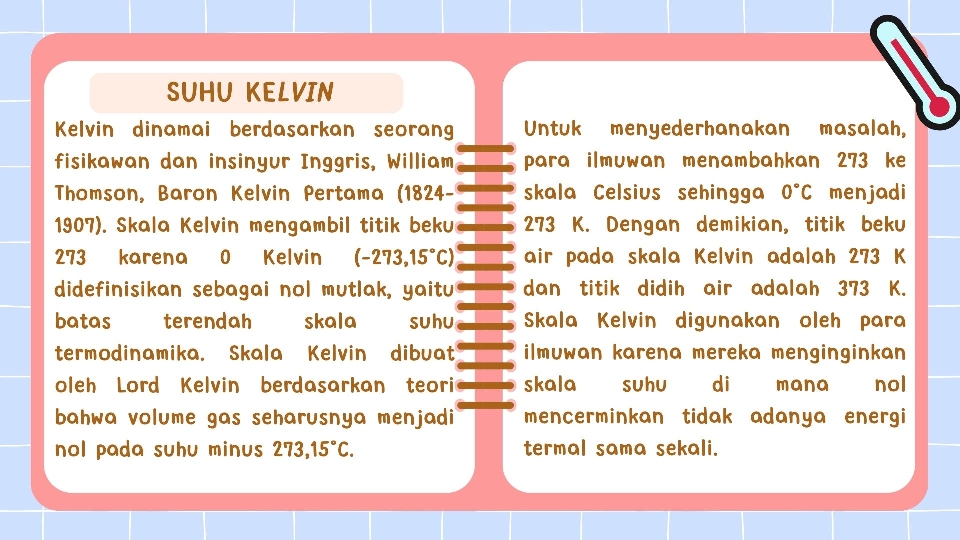 SUHU KELVIN
Kelvin dinamai berdasarkan seorang
fisikawan dan insinyur Inggris, William
Thomson, Baron Kelvin Pertama (1824-
1907). Skala Kelvin mengambil titik beku
273 karena 0 Kelvin (-273,15°C)
didefinisikan sebagai nol mutlak, yaitu
batas terendah skala suhu
termodinamika. Skala Kelvin dibuat
oleh Lord Kelvin berdasarkan teori
bahwa volume gas seharusnya menjadi
nol pada suhu minus 273,15°C.
Untuk menyederhanakan masalah,
para ilmuwan menambahkan 273 ke
skala Celsius sehingga 0°C menjadi
273 K. Dengan demikian, titik beku
air pada skala Kelvin adalah 273 K
dan titik didih air adalah 373 K.
Skala Kelvin digunakan oleh para
ilmuwan karena mereka menginginkan
skala suhu di mana nol
mencerminkan tidak adanya energi
termal sama sekali.